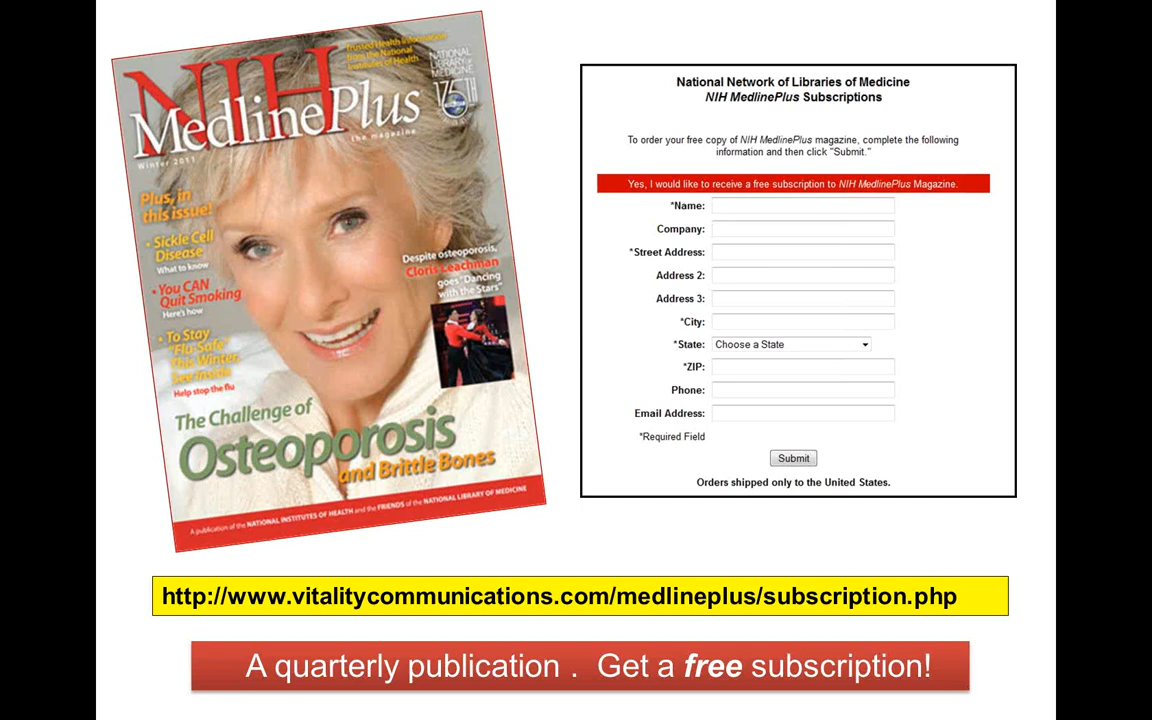 NIH
MedlinePlus
the magazine
Winter 2011
Trusted Health Information
from the National
Institutes of Health
NATIONAL
LIBRARY OF
MEDICINE
175TH
Plus, in
this issue!
• Sickle Cell
Disease
What to know
• You CAN
Quit Smoking
Here's how
• To Stay
"Flu-Safe"
This Winter,
See Inside
Help stop the flu
Despite osteoporosis,
Cloris Leachman
goes "Dancing
with the Stars"
The Challenge of
Osteoporosis
and Brittle Bones
A publication of the NATIONAL INSTITUTES OF HEALTH and the FRIENDS of the NATIONAL LIBRARY OF MEDICINE
National Network of Libraries of Medicine
NIH MedlinePlus Subscriptions
To order your free copy of NIH MedlinePlus magazine, complete the following
information and then click "Submit."
Yes, I would like to receive a free subscription to NIH MedlinePlus Magazine.
*Name:
Company:
*Street Address:
Address 2:
Address 3:
*City:
*State: Choose a State
*ZIP:
Phone:
Email Address:
*Required Field
Submit
Orders shipped only to the United States.
http://www.vitalitycommunications.com/medlineplus/subscription.php
A quarterly publication . Get a free subscription!